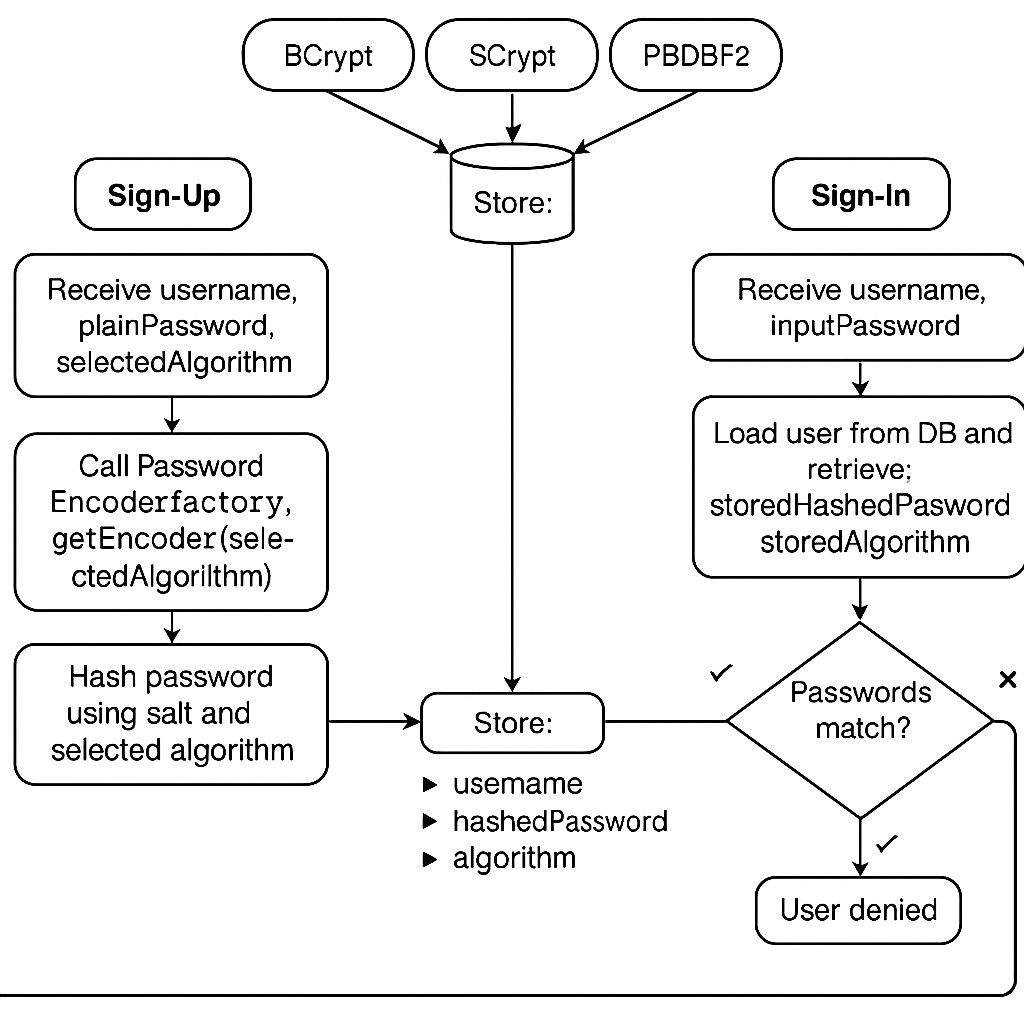 BCrypt
SCrypt
PBDBF2
Store:
Sign-Up
Receive username,
plainPassword,
selectedAlgorithm
Call Password
Encoderfactory,
getEncoder(sele-
ctedAlgorilthm)
Hash password
using salt and
selected algorithm
Store:
▶ usemame
▶ hashedPassword
▶ algorithm
Sign-In
Receive username,
inputPassword
Load user from DB and
retrieve;
storedHashedPasword
storedAlgorithm
Passwords
match?
✓
×
✓
User denied